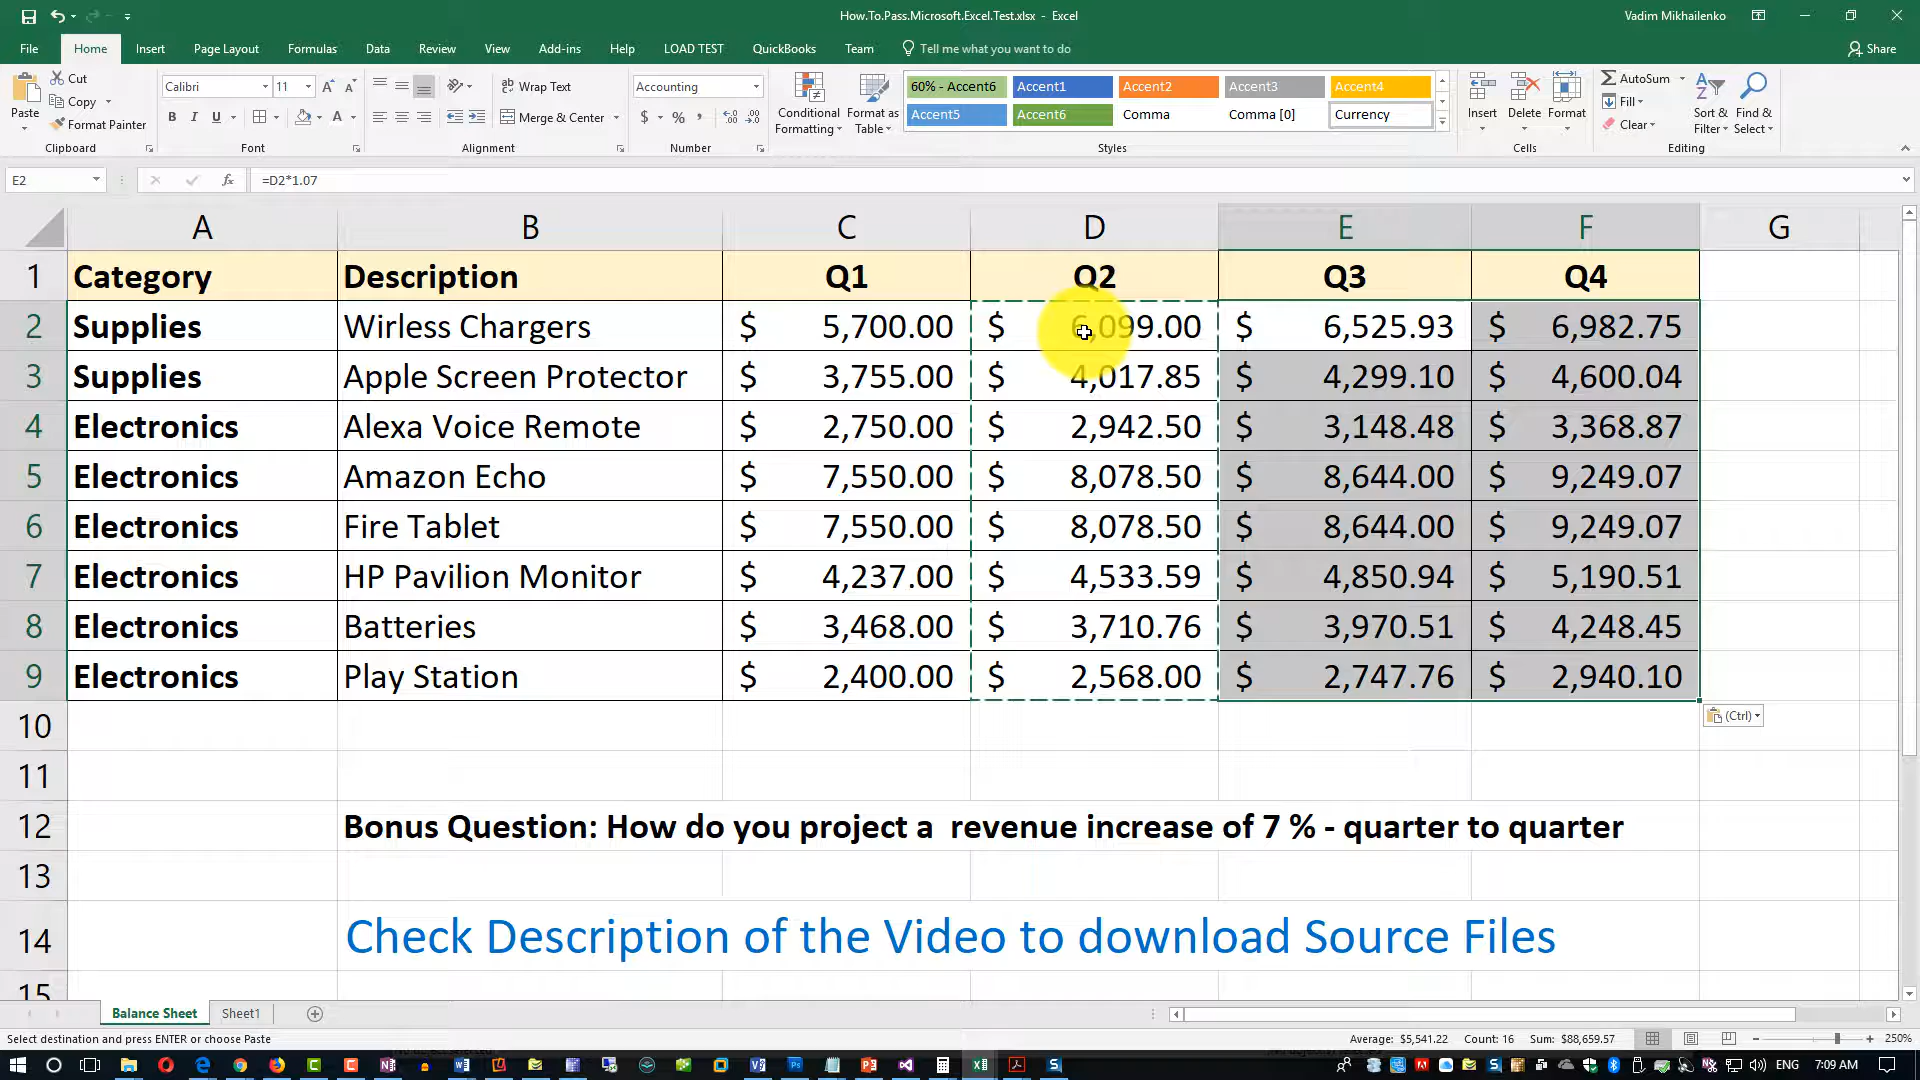 How.To.Pass.Microsoft.Excel.Test.xlsx - Excel
Vadim Mikhailenko
File Home Insert Page Layout Formulas Data Review View Add-ins Help LOAD TEST QuickBooks Team Tell me what you want to do Share
Paste
Cut
Copy
Format Painter
Clipboard
Calibri 11
B I U
Font
Wrap Text
Merge & Center
Alignment
Accounting
$ % ,
Number
Conditional Formatting
Format as Table
60% - Accent6 Accent1 Accent2 Accent3 Accent4
Accent5 Accent6 Comma Comma [0] Currency
Styles
Insert Delete Format
Cells
AutoSum
Fill
Clear
Sort & Filter
Find & Select
Editing
E2 fx =D2*1.07
A B C D E F G
1 Category Description Q1 Q2 Q3 Q4
2 Supplies Wirless Chargers $ 5,700.00 $ 6,099.00 $ 6,525.93 $ 6,982.75
3 Supplies Apple Screen Protector $ 3,755.00 $ 4,017.85 $ 4,299.10 $ 4,600.04
4 Electronics Alexa Voice Remote $ 2,750.00 $ 2,942.50 $ 3,148.48 $ 3,368.87
5 Electronics Amazon Echo $ 7,550.00 $ 8,078.50 $ 8,644.00 $ 9,249.07
6 Electronics Fire Tablet $ 7,550.00 $ 8,078.50 $ 8,644.00 $ 9,249.07
7 Electronics HP Pavilion Monitor $ 4,237.00 $ 4,533.59 $ 4,850.94 $ 5,190.51
8 Electronics Batteries $ 3,468.00 $ 3,710.76 $ 3,970.51 $ 4,248.45
9 Electronics Play Station $ 2,400.00 $ 2,568.00 $ 2,747.76 $ 2,940.10
(Ctrl)
10
11
12 Bonus Question: How do you project a revenue increase of 7 % - quarter to quarter
13
14 Check Description of the Video to download Source Files
15
Balance Sheet Sheet1
Select destination and press ENTER or choose Paste
Average: $5,541.22 Count: 16 Sum: $88,659.57 250%
ENG 7:09 AM